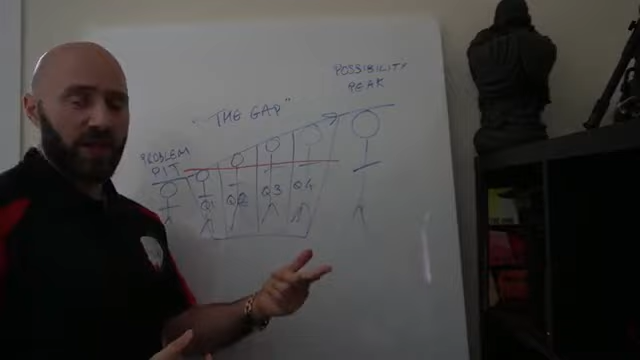 POSSIBILITY
PEAK
"THE GAP"
PROBLEM
PIT
Q1 Q2 Q3 Q4